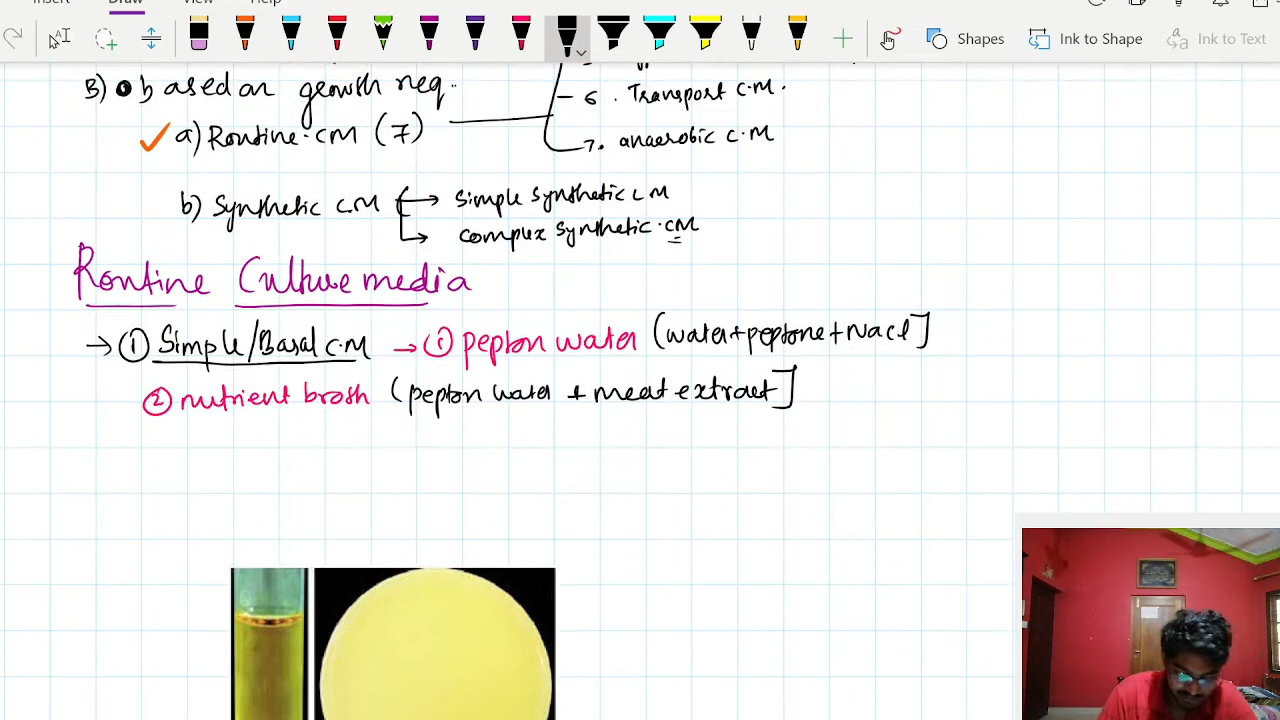 Insert Draw
Shapes Ink to Shape Ink to Text
B) based on growth req.
6. Transport C.M.
a) Routine.CM (7)
7. anaerobic C.M
b) Synthetic C.M simple synthetic C M
complex synthetic.CM
Routine Culture media
→ ① Simple/Basal C.M → ① pepton water (water+peptone+Nacl]
② nutrient broth (pepton water + meat extract]